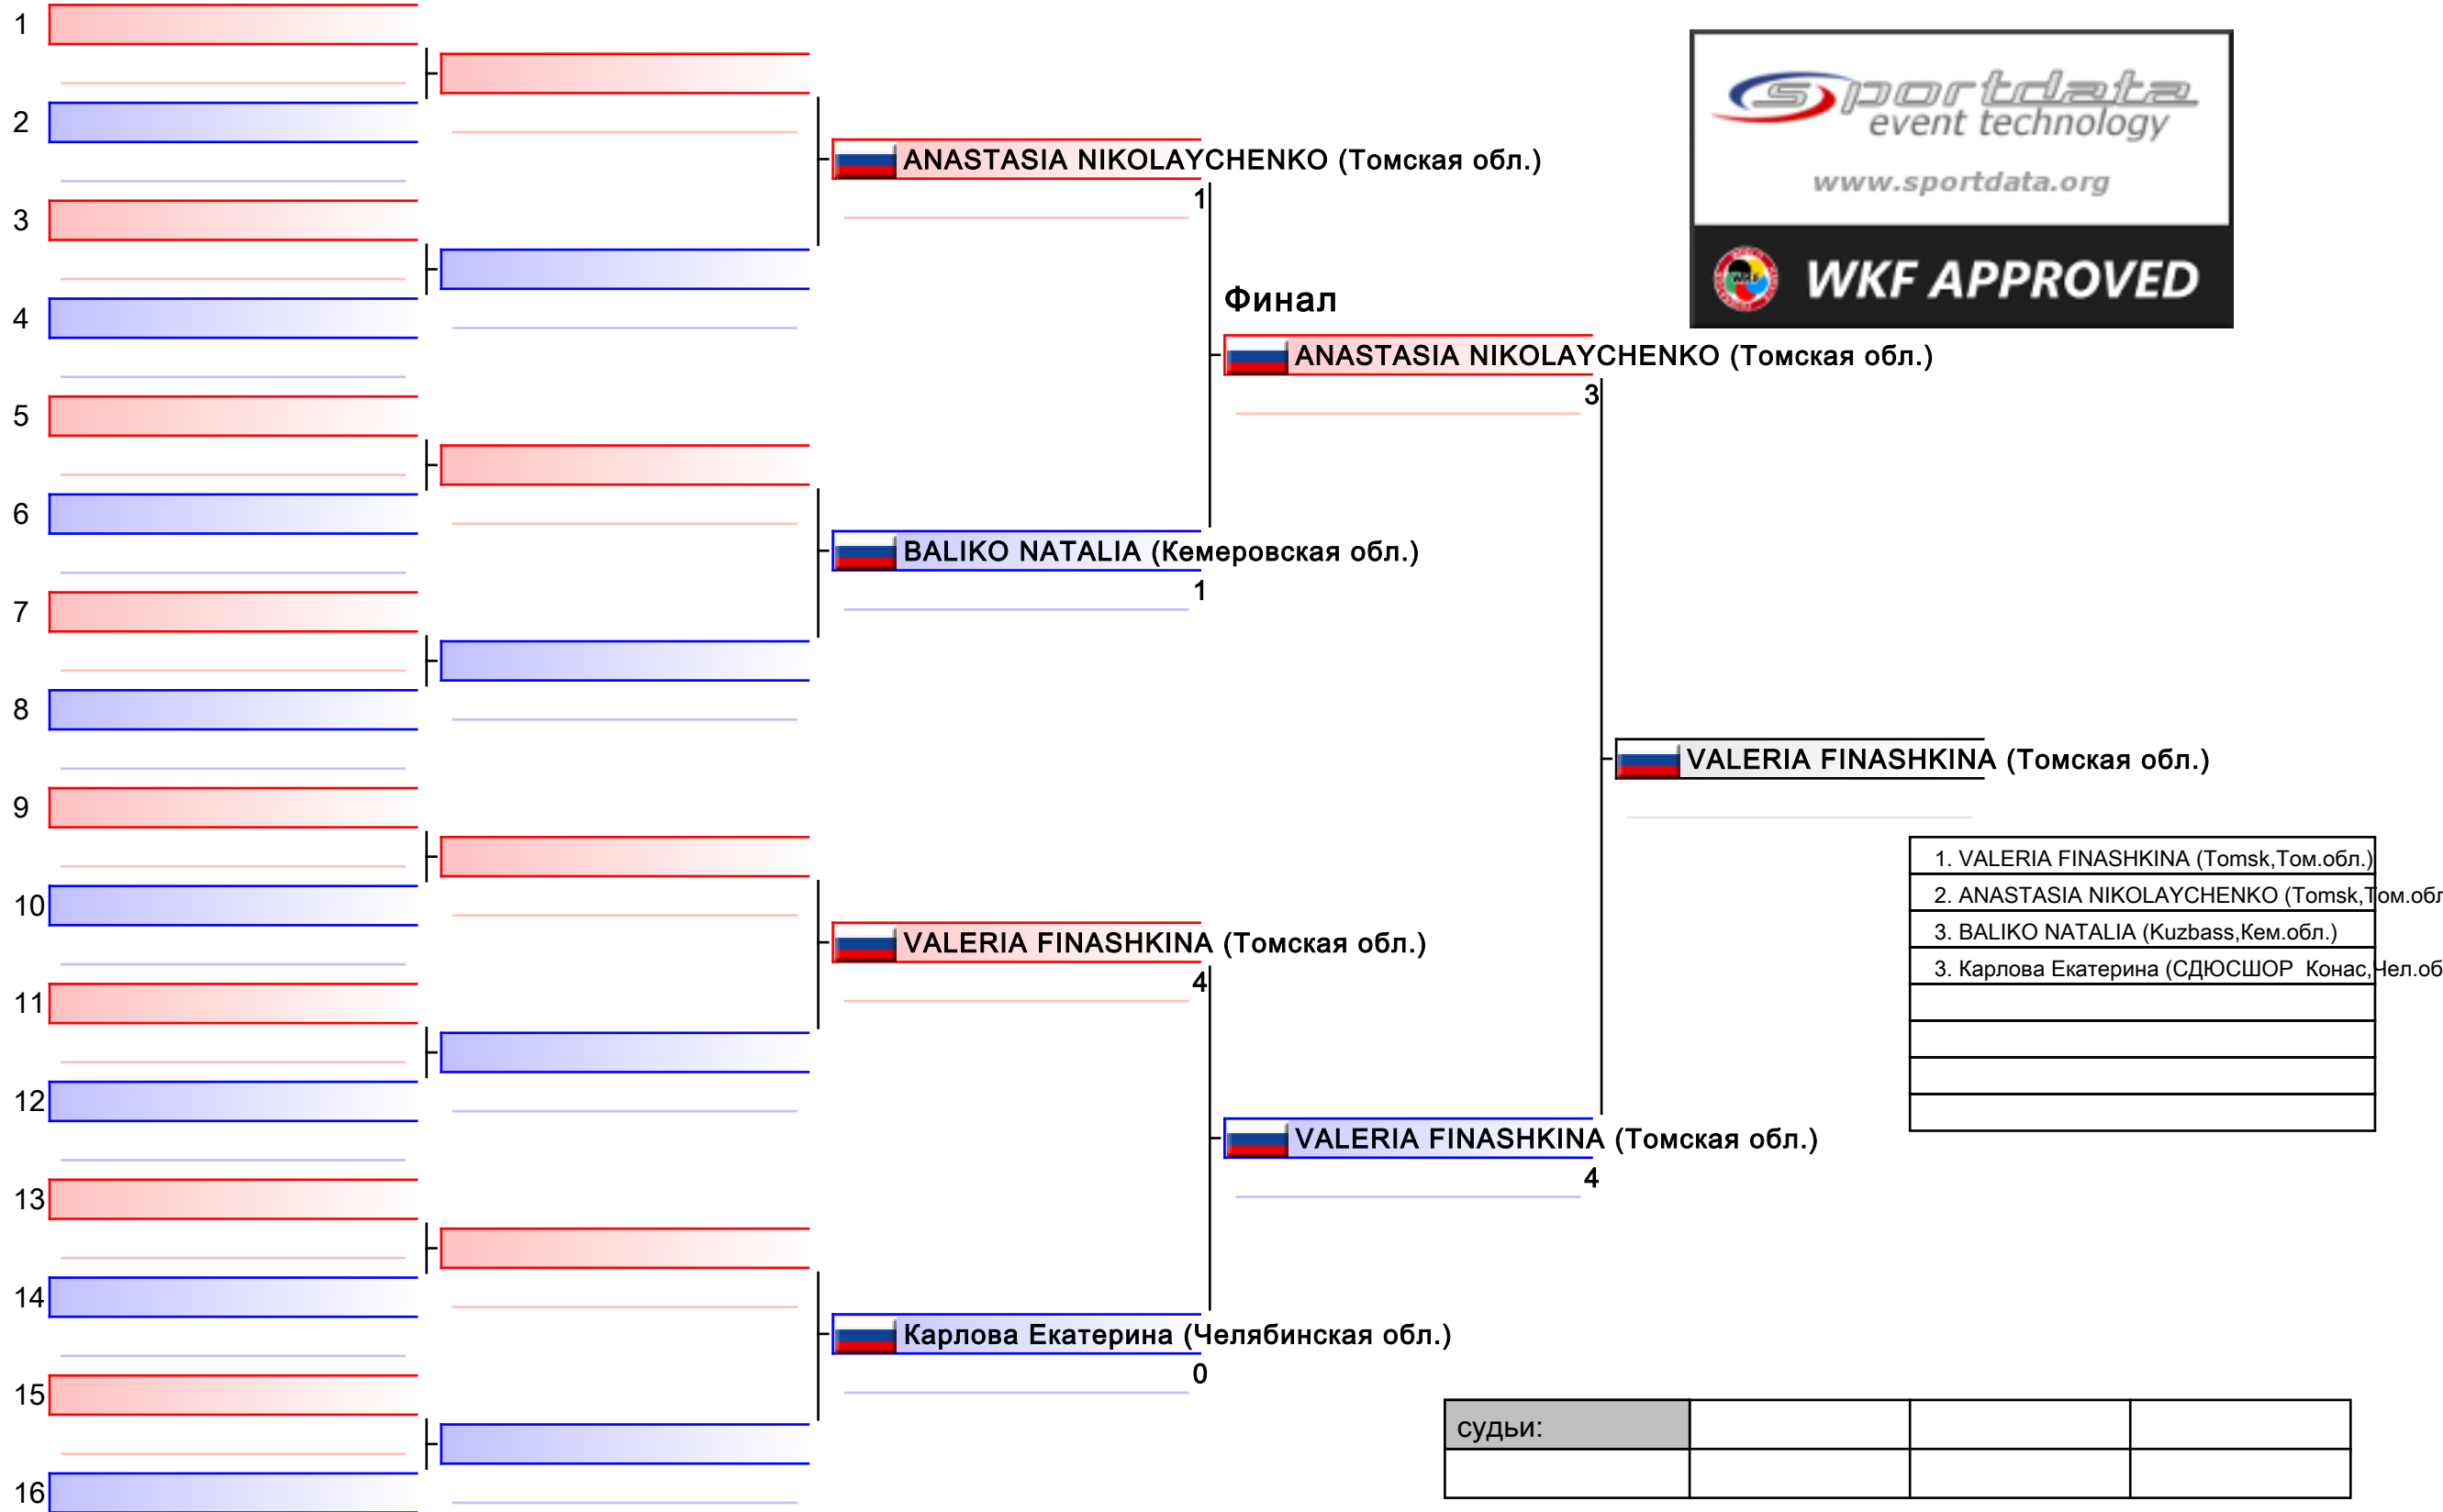 1
2
3
4
5
6
7
8
9
10
11
12
13
14
15
16
ANASTASIA NIKOLAYCHENKO (Томская обл.)
1
BALIKO NATALIA (Кемеровская обл.)
1
VALERIA FINASHKINA (Томская обл.)
4
Карлова Екатерина (Челябинская обл.)
0
Финал
ANASTASIA NIKOLAYCHENKO (Томская обл.)
3
VALERIA FINASHKINA (Томская обл.)
4
VALERIA FINASHKINA (Томская обл.)
sportdata
event technology
www.sportdata.org
WKF
WKF APPROVED
1. VALERIA FINASHKINA (Tomsk,Том.обл.)
2. ANASTASIA NIKOLAYCHENKO (Tomsk,Том.обл
3. BALIKO NATALIA (Kuzbass,Кем.обл.)
3. Карлова Екатерина (СДЮСШОР Конас,Чел.об
судьи: